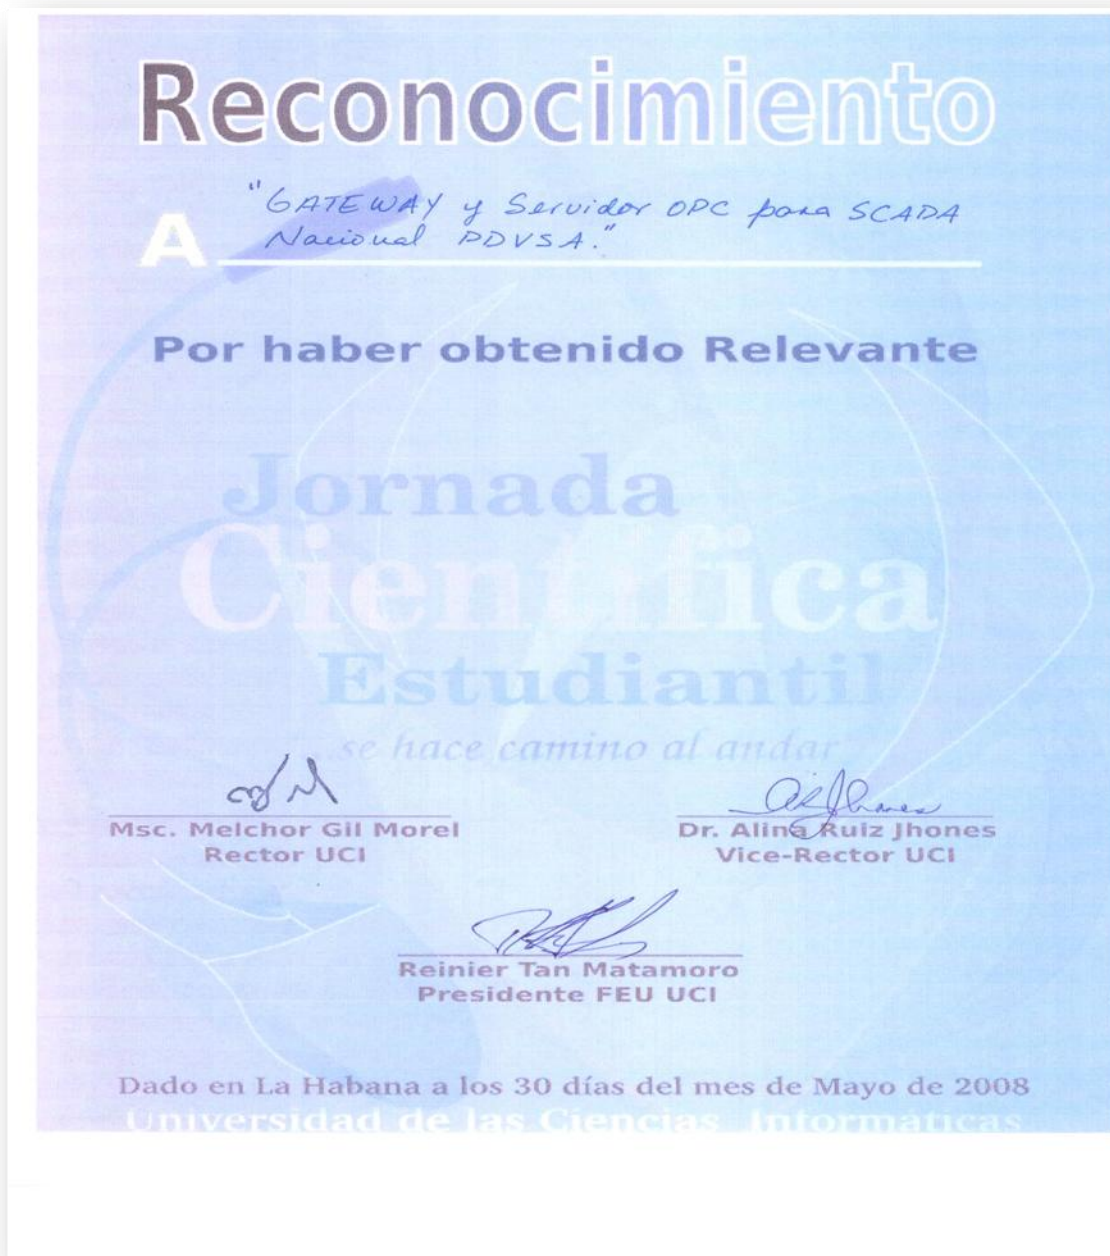 Reconocimiento
"GATEWAY y Servidor OPC para SCADA
A Nacional PDVSA."
Por haber obtenido Relevante
Jornada
Científica
Estudiantil
se hace camino al andar
Msc. Melchor Gil Morel
Rector UCI
Dr. Alina Ruiz Jhones
Vice-Rector UCI
Reinier Tan Matamoro
Presidente FEU UCI
Dado en La Habana a los 30 días del mes de Mayo de 2008
Universidad de las Ciencias Informáticas